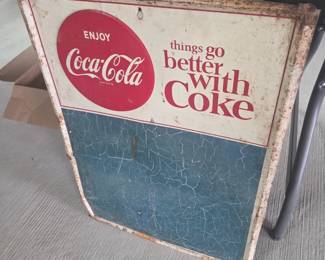 ENJOY
Coca-Cola
things go
better
with
Coke